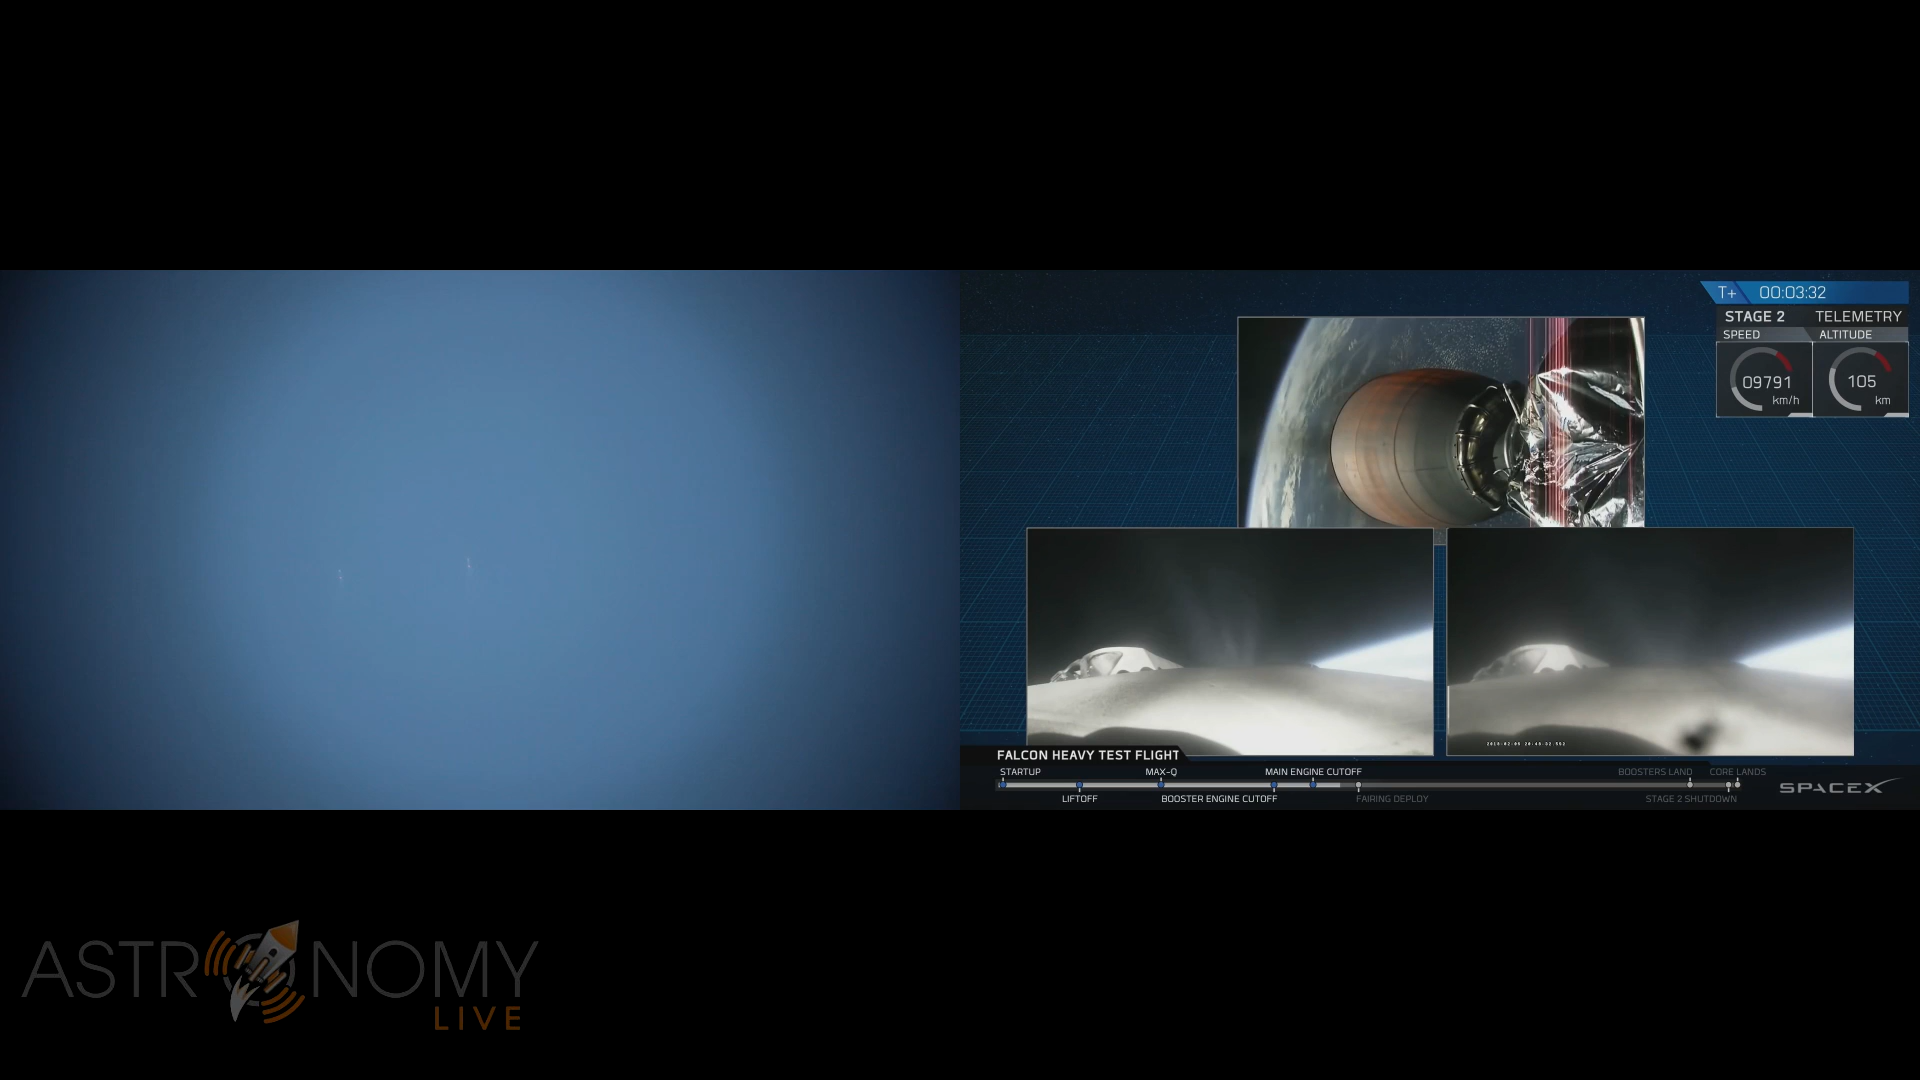 T+ 00:03:32
STAGE 2 TELEMETRY
SPEED ALTITUDE
09791 105
km/h km
FALCON HEAVY TEST FLIGHT
STARTUP MAX-Q MAIN ENGINE CUTOFF BOOSTERS LAND CORE LANDS
SPACEX
LIFTOFF BOOSTER ENGINE CUTOFF FAIRING DEPLOY STAGE 2 SHUTDOWN
ASTRONOMY
LIVE